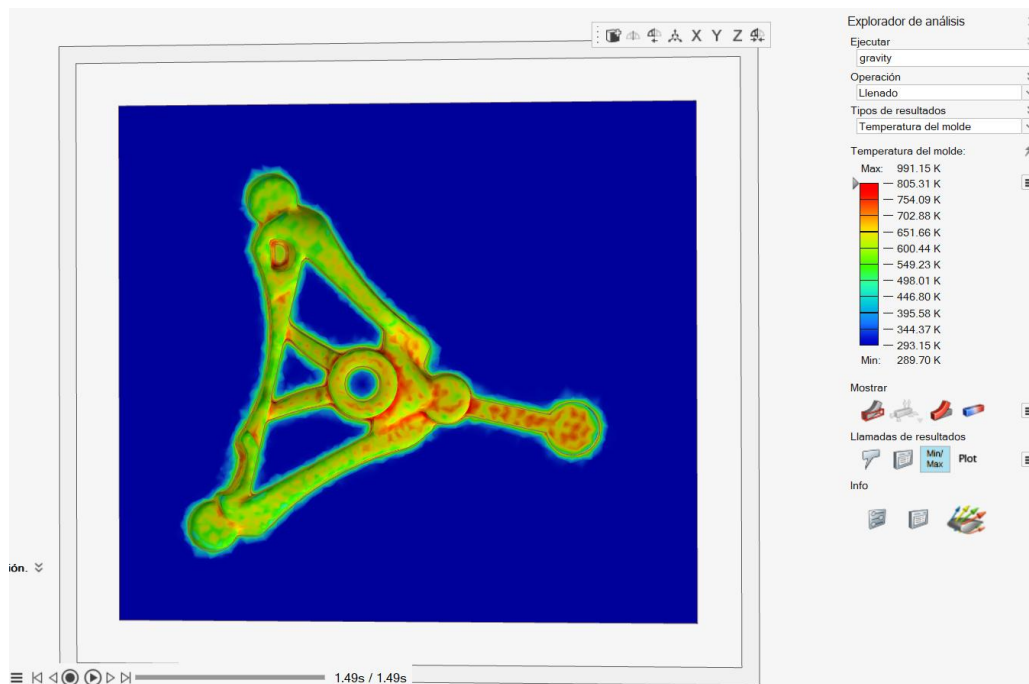 X Y Z
Explorador de análisis
Ejecutar
gravity
Operación
Llenado
Tipos de resultados
Temperatura del molde
Temperatura del molde:
Max: 991.15 K
805.31 K
754.09 K
702.88 K
651.66 K
600.44 K
549.23 K
498.01 K
446.80 K
395.58 K
344.37 K
293.15 K
Min: 289.70 K
Mostrar
Llamadas de resultados
Min/
Max
Plot
Info
ión.
1.49s / 1.49s